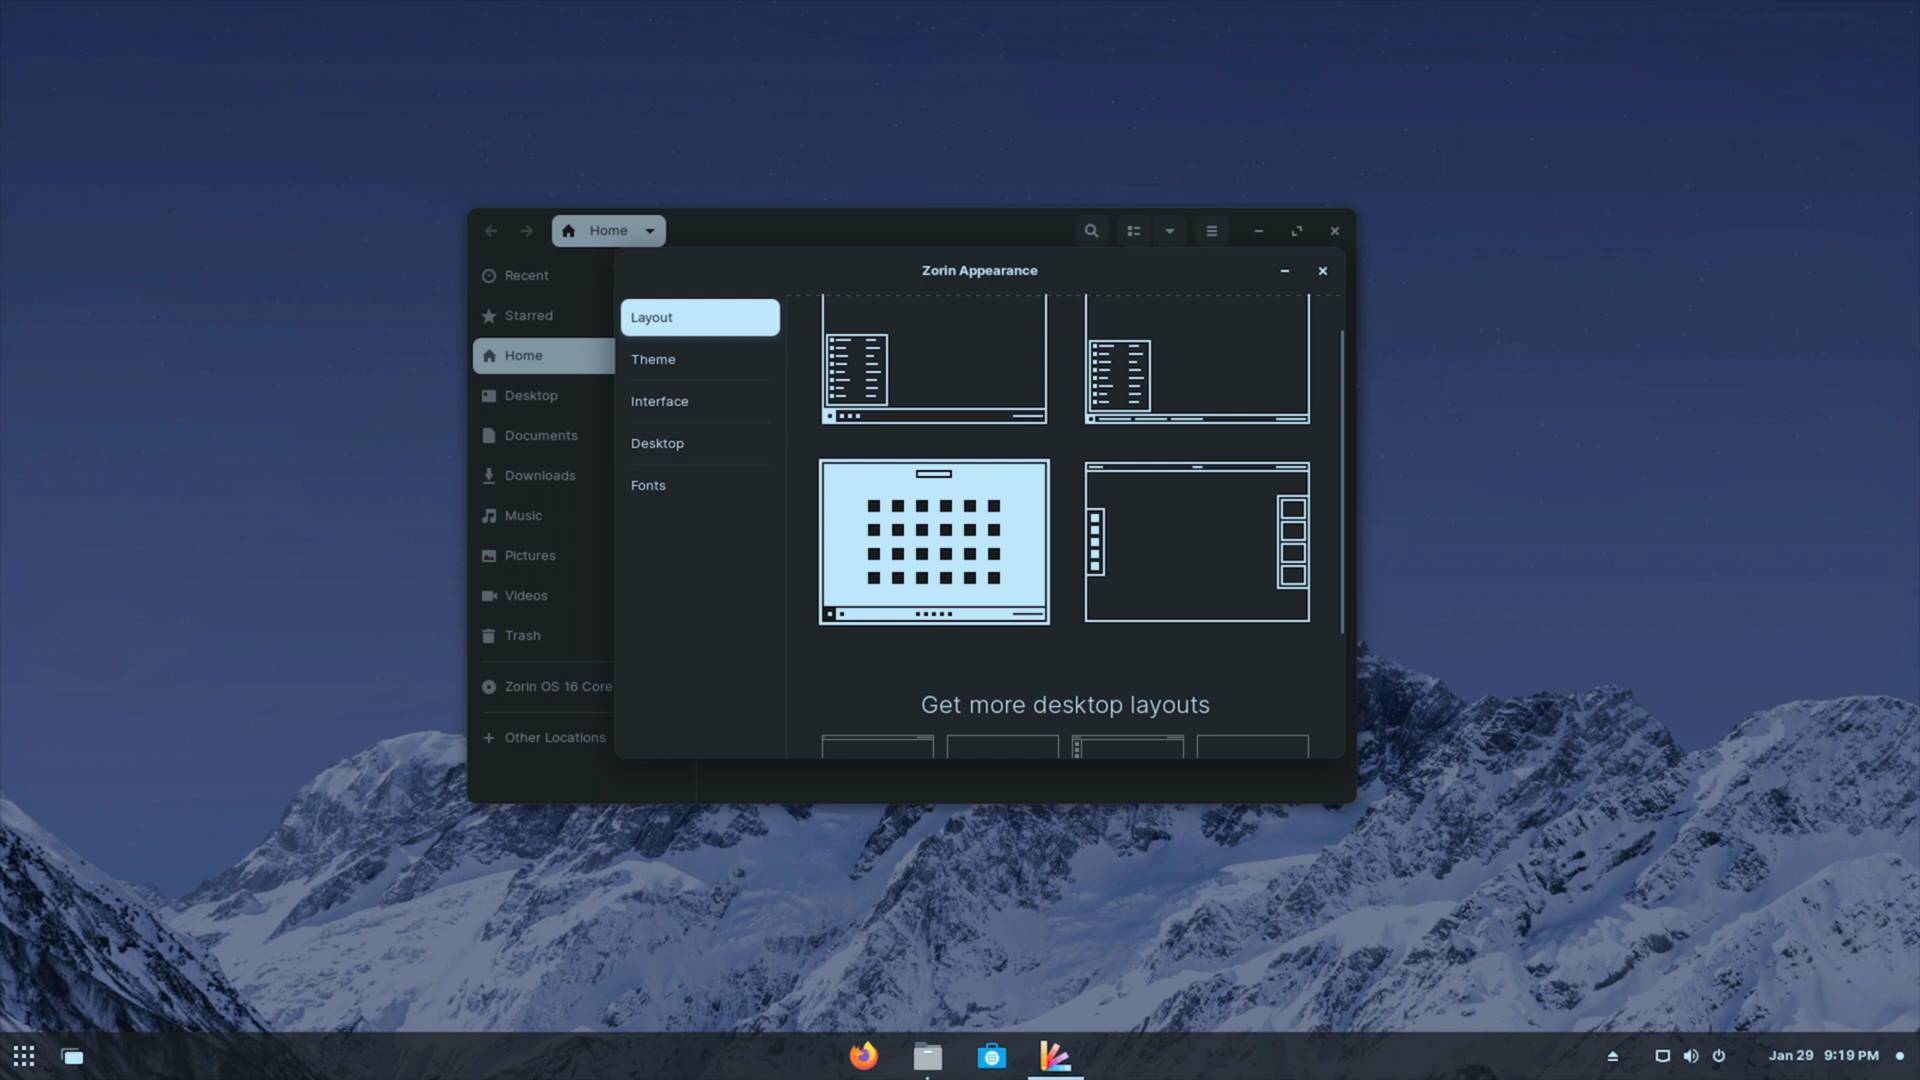 Home
Zorin Appearance
Recent
Starred
Home
Desktop
Documents
Downloads
Music
Pictures
Videos
Trash
Zorin OS 16 Core
Other Locations
Layout
Theme
Interface
Desktop
Fonts
Get more desktop layouts
Jan 29 9:19 PM